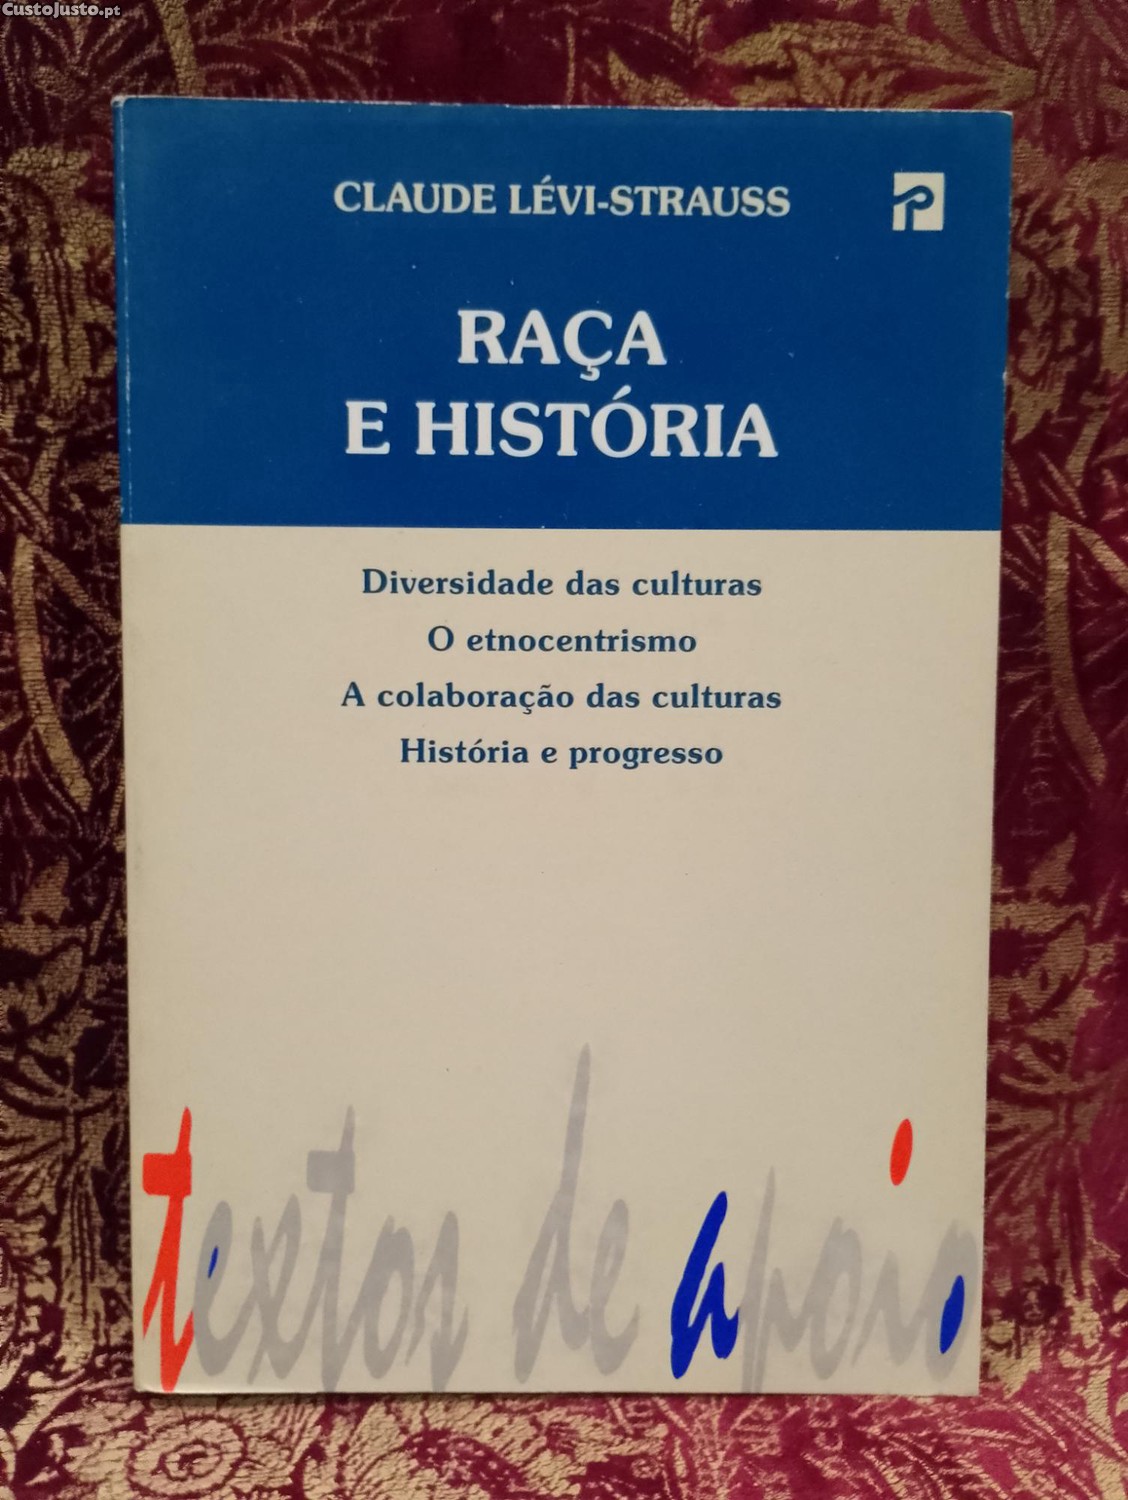 CustoJusto.pt
CLAUDE LÉVI-STRAUSS
RAÇA
E HISTÓRIA
Diversidade das culturas
O etnocentrismo
A colaboração das culturas
História e progresso
textos de apoio